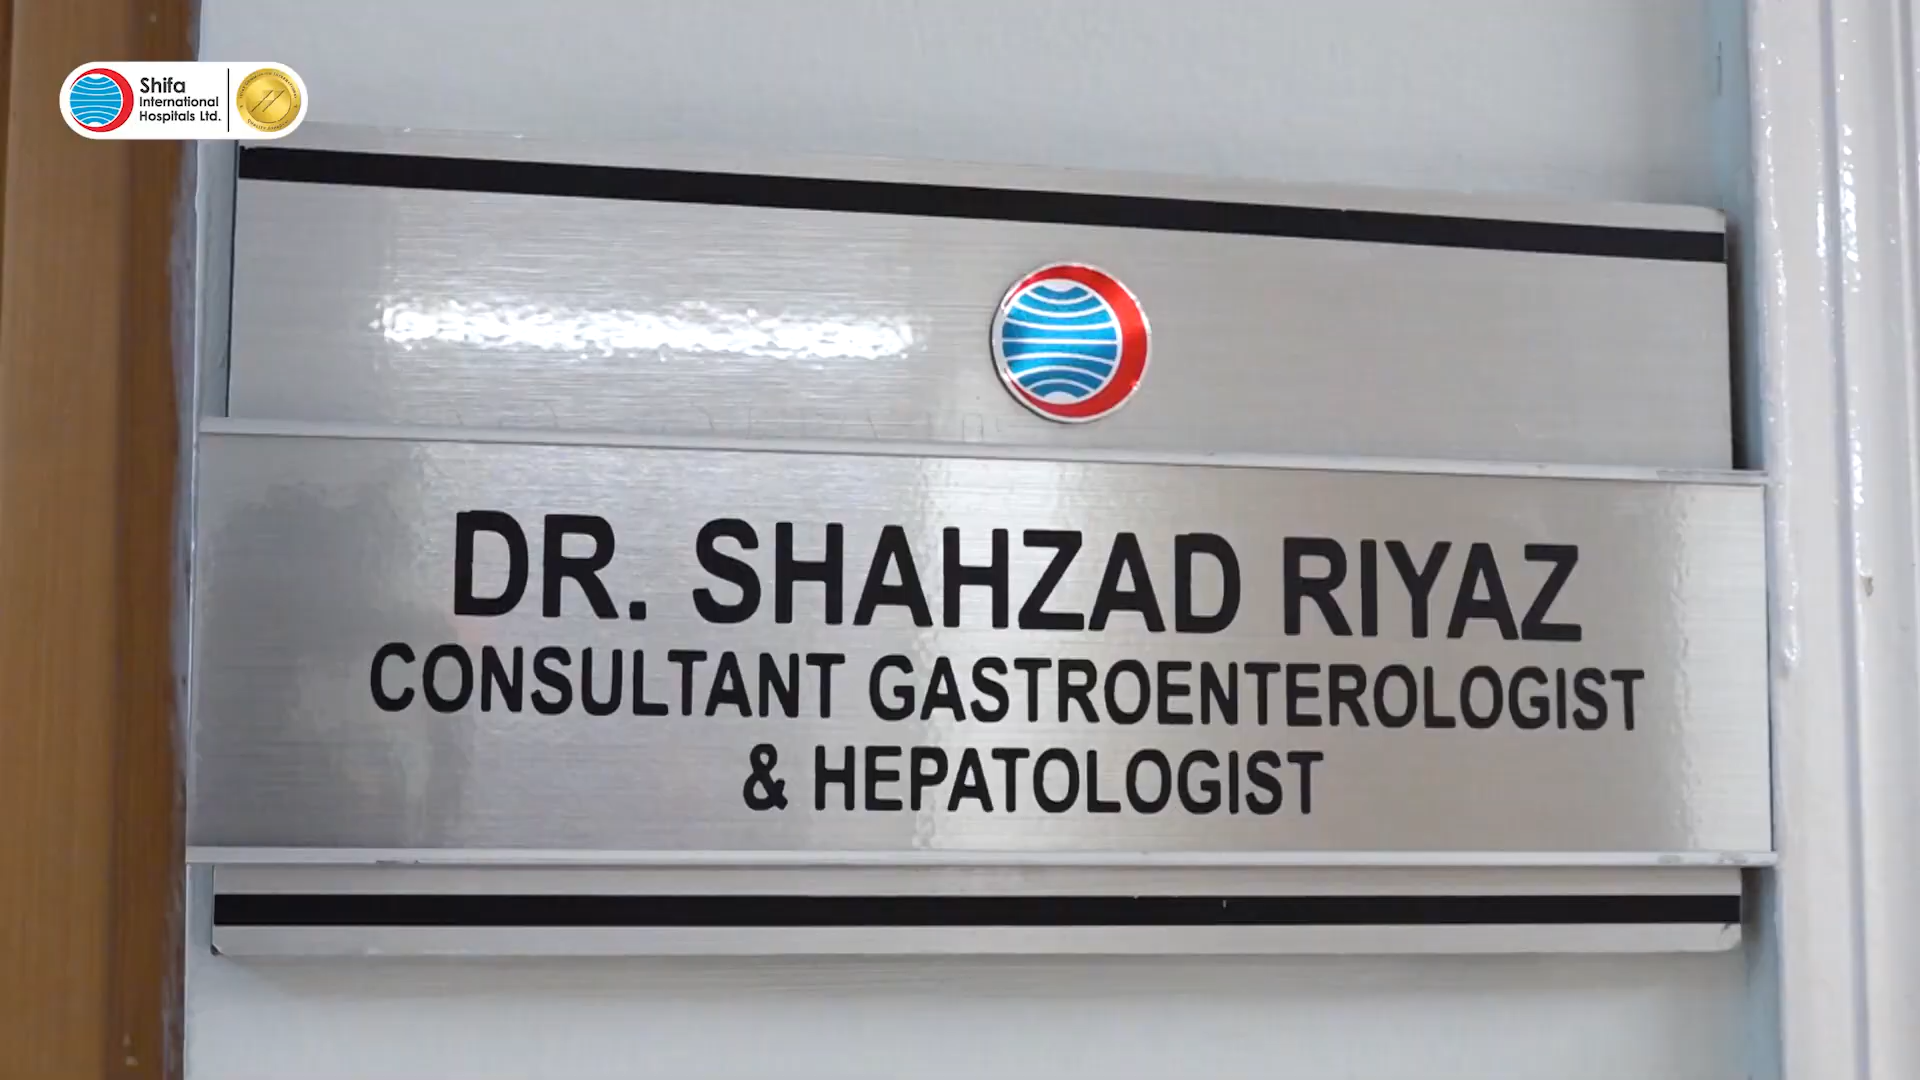 Shifa
International
Hospitals Ltd.
DR. SHAHZAD RIYAZ
CONSULTANT GASTROENTEROLOGIST
& HEPATOLOGIST